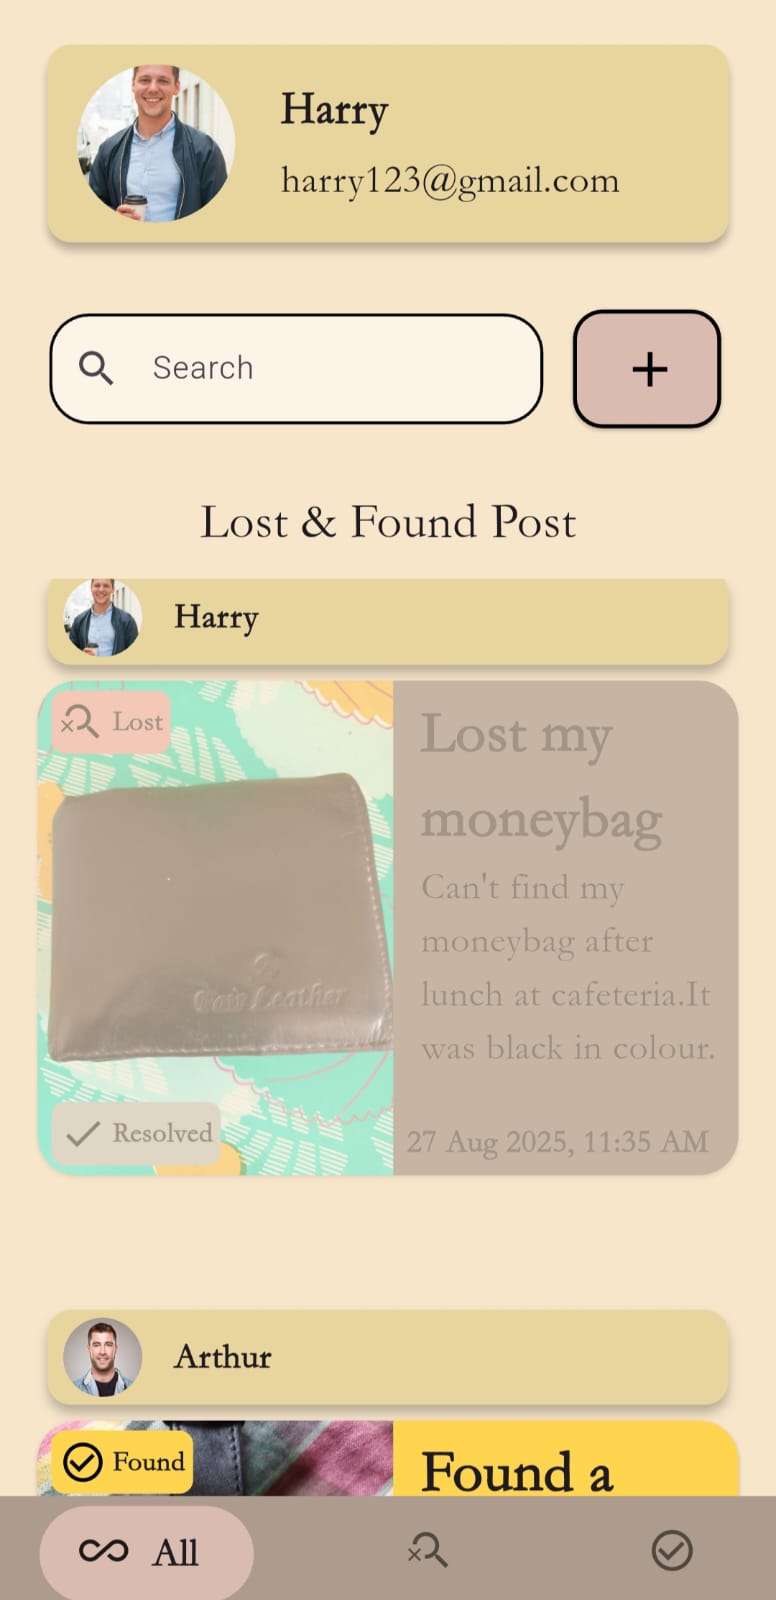 Harry
harry123@gmail.com
Search
Lost & Found Post
Harry
Lost
Lost my
moneybag
Can't find my
moneybag after
lunch at cafeteria.It
was black in colour.
Leather
Resolved
27 Aug 2025, 11:35 AM
Arthur
Found
Found a
All